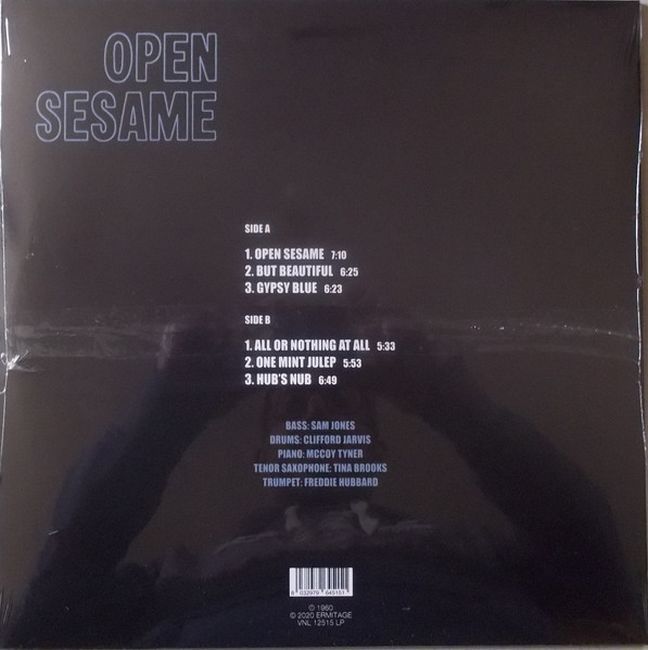 OPEN
SESAME
SIDE A
1. OPEN SESAME 7:10
2. BUT BEAUTIFUL 6:25
3. GYPSY BLUE 6:23
SIDE B
1. ALL OR NOTHING AT ALL 5:33
2. ONE MINT JULEP 5:53
3. HUB'S NUB 6:49
BASS: SAM JONES
DRUMS: CLIFFORD JARVIS
PIANO: MCCOY TYNER
TENOR SAXOPHONE: TINA BROOKS
TRUMPET: FREDDIE HUBBARD
8 032979 645151
© 1960
© 2020 ERMITAGE
VNL 12515 LP